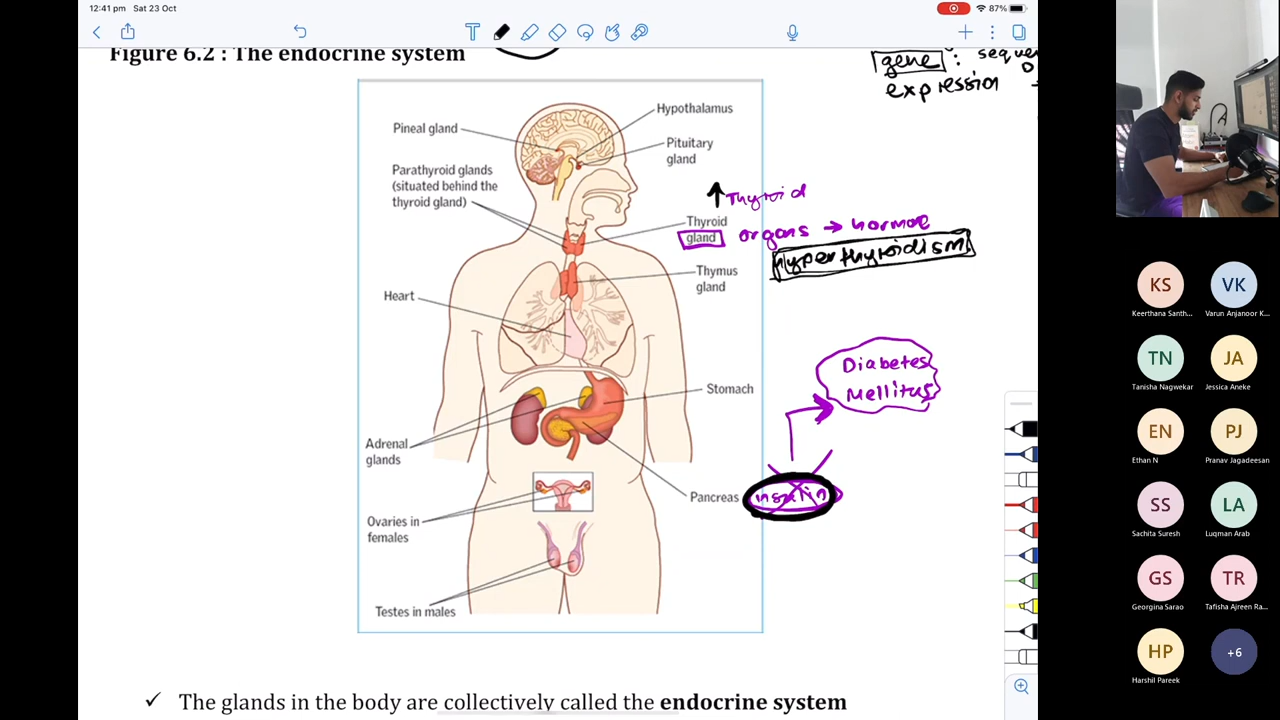 12:41 pm Sat 23 Oct
87%
Figure 6.2 : The endocrine system
gene : seque
D
expression
Hypothalamus
Pineal gland
Pituitary
gland
Parathyroid glands
(situated behind the
thyroid gland)
Thyroid
Thyroid
gland
organs → hormone
Hyperthyroidism
Thymus
gland
Heart
Diabetes
Mellitus
Stomach
Adrenal
glands
Pancreas
insulin
Ovaries in
females
Testes in males
✓ The glands in the body are collectively called the endocrine system
KS
Keerthana Santh...
VK
Varun Anjanoor K...
TN
Tanisha Nagwekar
JA
Jessica Aneke
EN
Ethan N
PJ
Pranav Jagadeesan
SS
Sachita Suresh
LA
Luqman Arab
GS
Georgina Sarao
TR
Tafisha Ajreen Ra...
HP
Harshil Pareek
+6